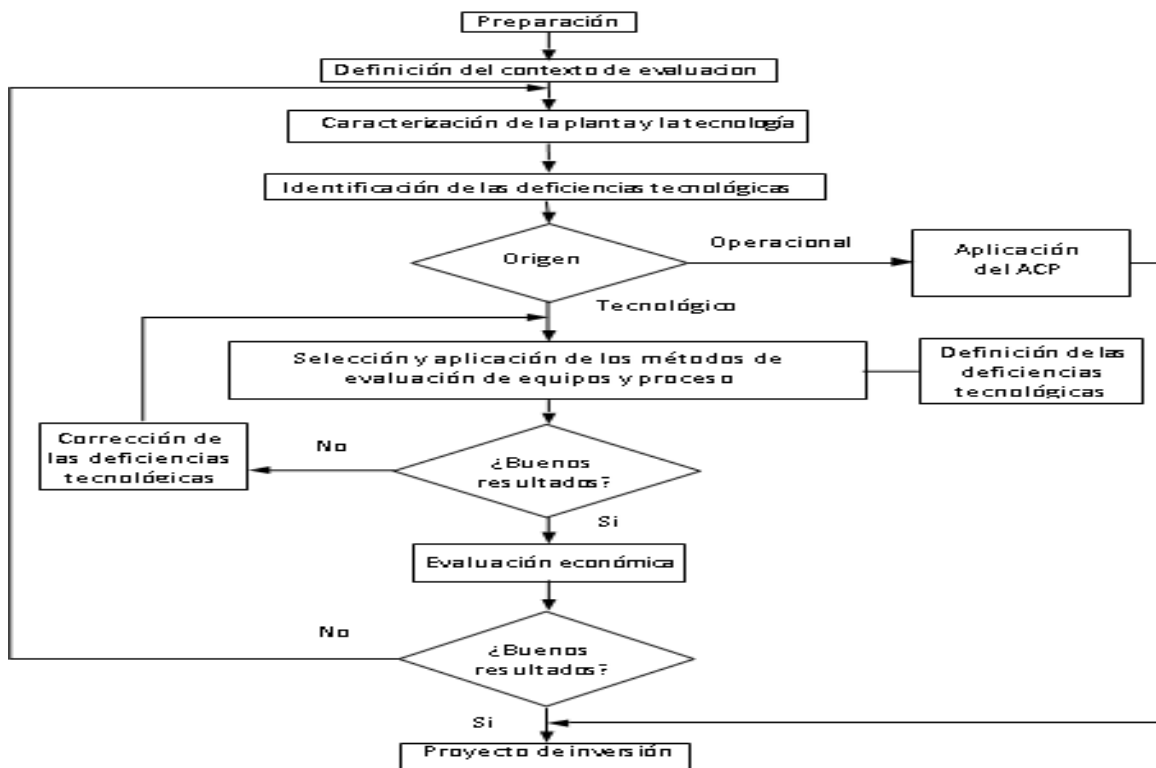 Preparación
Definición del contexto de evaluacion
Caracterización de la planta y la tecnología
Identificación de las deficiencias tecnológicas
Origen
Operacional
Aplicación
del ACP
Tecnológico
Selección y aplicación de los métodos de
evaluación de equipos y proceso
Definición de las
deficiencias
tecnológicas
Corrección de
las deficiencias
tecnológicas
No
¿Buenos
resultados?
Si
Evaluación económica
No
¿Buenos
resultados?
Si
Proyecto de inversión